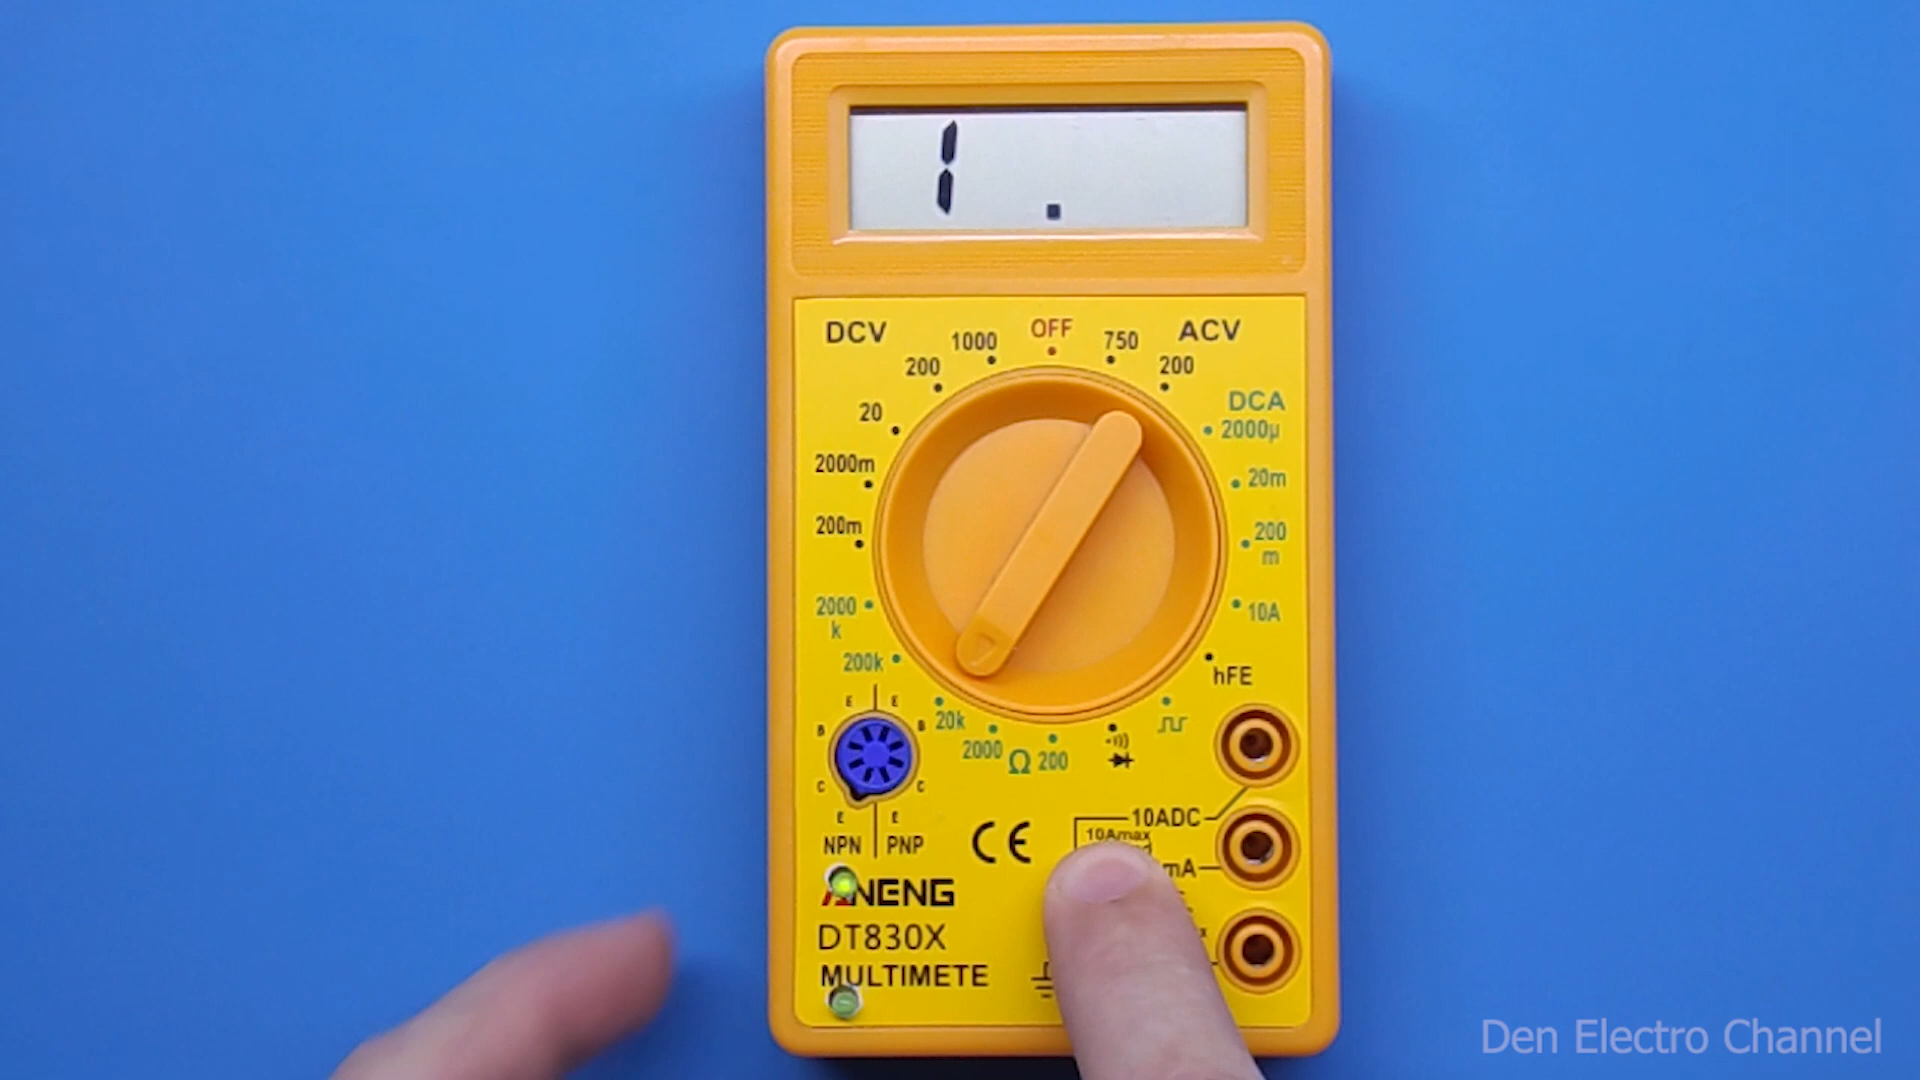 1 .
DCV
1000
OFF
750
ACV
200
200
20
DCA
2000µ
2000m
20m
200m
200
m
2000
k
10A
200k
hFE
E E
B B
20k
2000
Ω
200
C C
E E
NPN PNP
CE
10ADC
10Amax
mA
ANENG
DT830X
MULTIMETE
Den Electro Channel